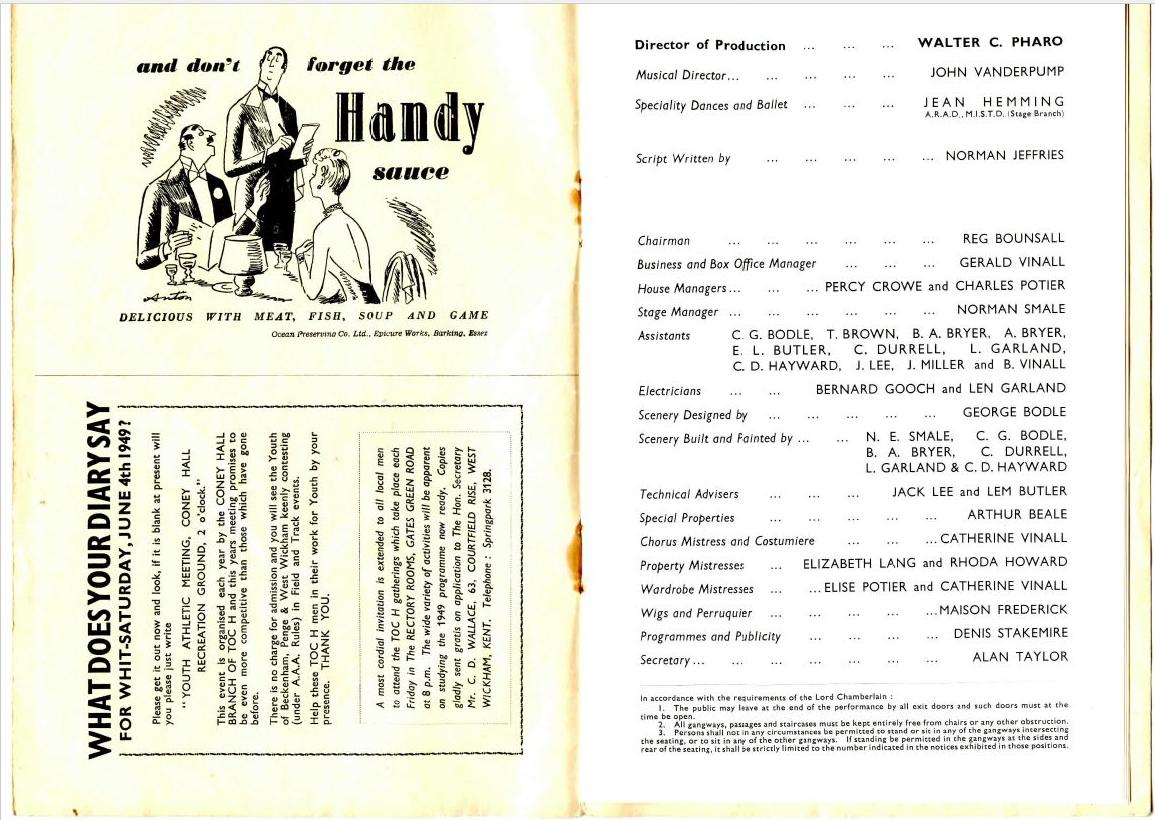 and don't forget the
Handy
sauce
Anton
DELICIOUS WITH MEAT, FISH, SOUP AND GAME
Ocean Preserving Co. Ltd., Epicure Works, Barking, Essex
WHAT DOES YOUR DIARY SAY
FOR WHIT-SATURDAY, JUNE 4th 1949?
Please get it out now and look, if it is blank at present will
you please just write
"YOUTH ATHLETIC MEETING, CONEY HALL
RECREATION GROUND, 2 o'clock."
This event is organised each year by the CONEY HALL
BRANCH OF TOC H and this years meeting promises to
be even more competitive than those which have gone
before.
There is no charge for admission and you will see the Youth
of Beckenham, Penge & West Wickham keenly contesting
(under A.A.A. Rules) in Field and Track events.
Help these TOC H men in their work for Youth by your
presence. THANK YOU.
A most cordial invitation is extended to all local men
to attend the TOC H gatherings which take place each
Friday in The RECTORY ROOMS, GATES GREEN ROAD
at 8 p.m. The wide variety of activities will be apparent
on studying the 1949 programme now ready. Copies
gladly sent gratis on application to The Hon. Secretary
Mr. C. D. WALLACE, 63, COURTFIELD RISE, WEST
WICKHAM, KENT. Telephone : Springpark 3128.
Director of Production ... ... ... WALTER C. PHARO
Musical Director... ... ... ... ... JOHN VANDERPUMP
Speciality Dances and Ballet ... ... ... JEAN HEMMING
A.R.A.D., M.I.S.T.D. (Stage Branch)
Script Written by ... ... ... ... ... NORMAN JEFFRIES
Chairman ... ... ... ... ... ... REG BOUNSALL
Business and Box Office Manager ... ... ... GERALD VINALL
House Managers... ... ... PERCY CROWE and CHARLES POTIER
Stage Manager ... ... ... ... ... ... NORMAN SMALE
Assistants C. G. BODLE, T. BROWN, B. A. BRYER, A. BRYER,
E. L. BUTLER, C. DURRELL, L. GARLAND,
C. D. HAYWARD, J. LEE, J. MILLER and B. VINALL
Electricians ... ... BERNARD GOOCH and LEN GARLAND
Scenery Designed by ... ... ... ... ... GEORGE BODLE
Scenery Built and Painted by ... ... N. E. SMALE, C. G. BODLE,
B. A. BRYER, C. DURRELL,
L. GARLAND & C. D. HAYWARD
Technical Advisers ... ... ... JACK LEE and LEM BUTLER
Special Properties ... ... ... ... ... ARTHUR BEALE
Chorus Mistress and Costumiere ... ... ... CATHERINE VINALL
Property Mistresses ... ELIZABETH LANG and RHODA HOWARD
Wardrobe Mistresses ... ... ELISE POTIER and CATHERINE VINALL
Wigs and Perruquier ... ... ... ... ... MAISON FREDERICK
Programmes and Publicity ... ... ... ... DENIS STAKEMIRE
Secretary... ... ... ... ... ... ... ALAN TAYLOR
In accordance with the requirements of the Lord Chamberlain :
1. The public may leave at the end of the performance by all exit doors and such doors must at the
time be open.
2. All gangways, passages and staircases must be kept entirely free from chairs or any other obstruction.
3. Persons shall not in any circumstances be permitted to stand or sit in any of the gangways intersecting
the seating, or to sit in any of the other gangways. If standing be permitted in the gangways at the sides and
rear of the seating, it shall be strictly limited to the number indicated in the notices exhibited in those positions.